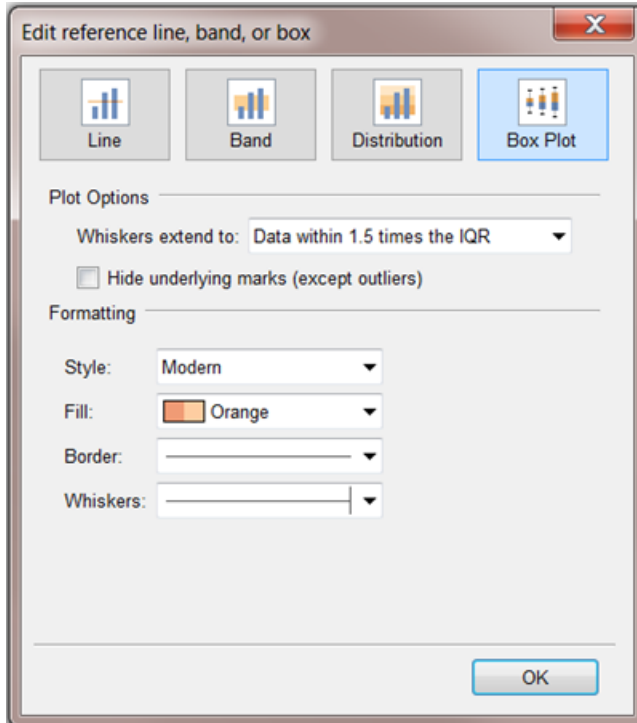 Edit reference line, band, or box
Line Band Distribution Box Plot
Plot Options
Whiskers extend to: Data within 1.5 times the IQR
Hide underlying marks (except outliers)
Formatting
Style: Modern
Fill: Orange
Border:
Whiskers:
OK